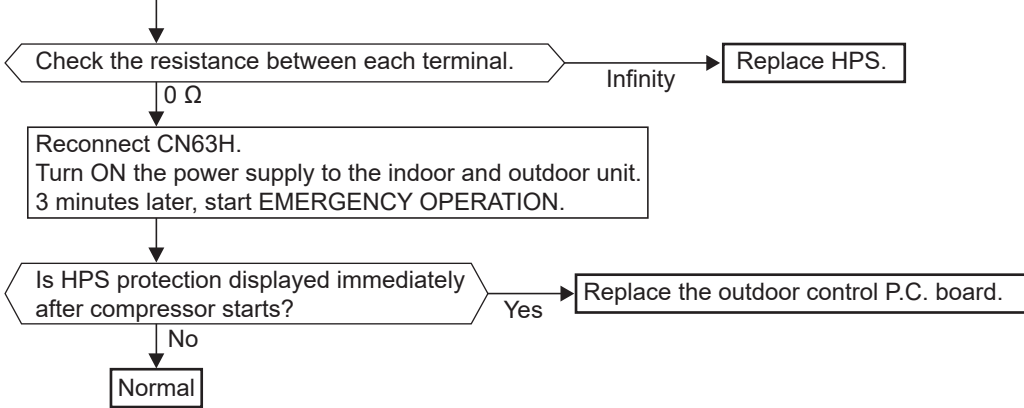 Check the resistance between each terminal.
Infinity
Replace HPS.
0 Ω
Reconnect CN63H.
Turn ON the power supply to the indoor and outdoor unit.
3 minutes later, start EMERGENCY OPERATION.
Is HPS protection displayed immediately
after compressor starts?
Yes
Replace the outdoor control P.C. board.
No
Normal